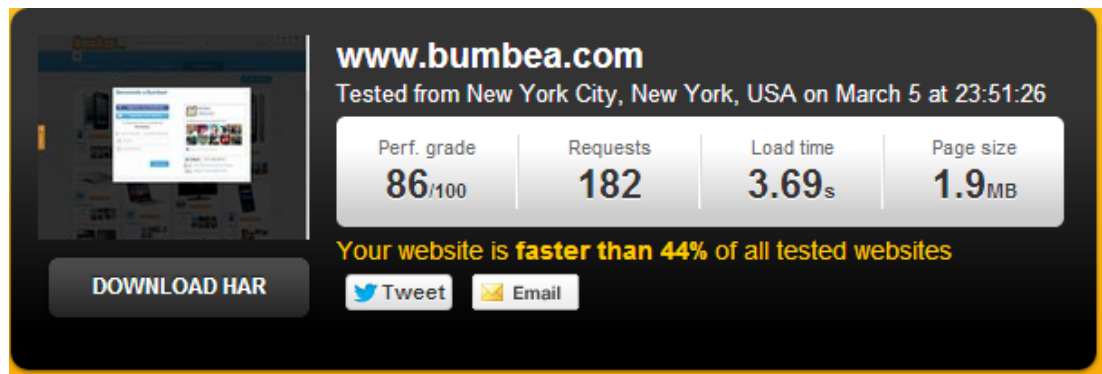 www.bumbea.com
Tested from New York City, New York, USA on March 5 at 23:51:26
Perf. grade
Requests
Load time
Page size
86/100
182
3.69s
1.9MB
Your website is faster than 44% of all tested websites
DOWNLOAD HAR
Tweet
Email